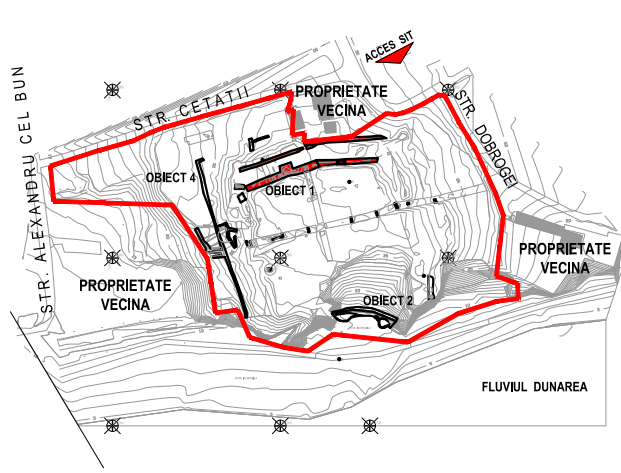 ACCES SIT
STR. CETATII
PROPRIETATE
VECINA
STR. DOBROGEI
STR. ALEXANDRU CEL BUN
OBIECT 4
OBIECT 1
PROPRIETATE
VECINA
PROPRIETATE
VECINA
OBIECT 2
FLUVIUL DUNAREA